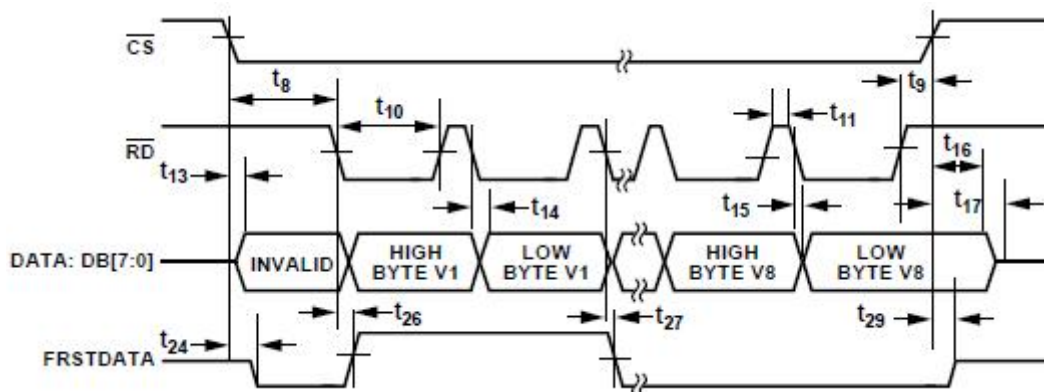 CS
t8
t9
t10
t11
RD
t16
t13
t14
t15
t17
DATA: DB[7:0]
INVALID
HIGH
BYTE V1
LOW
BYTE V1
HIGH
BYTE V8
LOW
BYTE V8
t26
t27
t29
t24
FRSTDATA